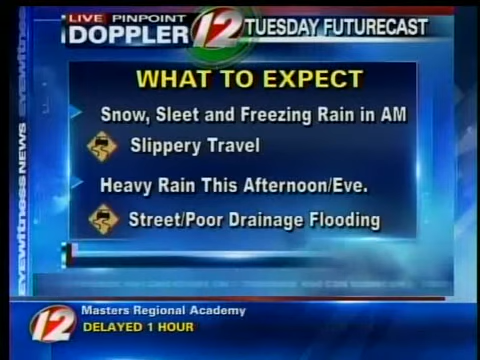 LIVE PINPOINT
DOPPLER 12 TUESDAY FUTURECAST
WHAT TO EXPECT
Snow, Sleet and Freezing Rain in AM
Slippery Travel
Heavy Rain This Afternoon/Eve.
Street/Poor Drainage Flooding
eyewitness NEWS
12
Masters Regional Academy
DELAYED 1 HOUR